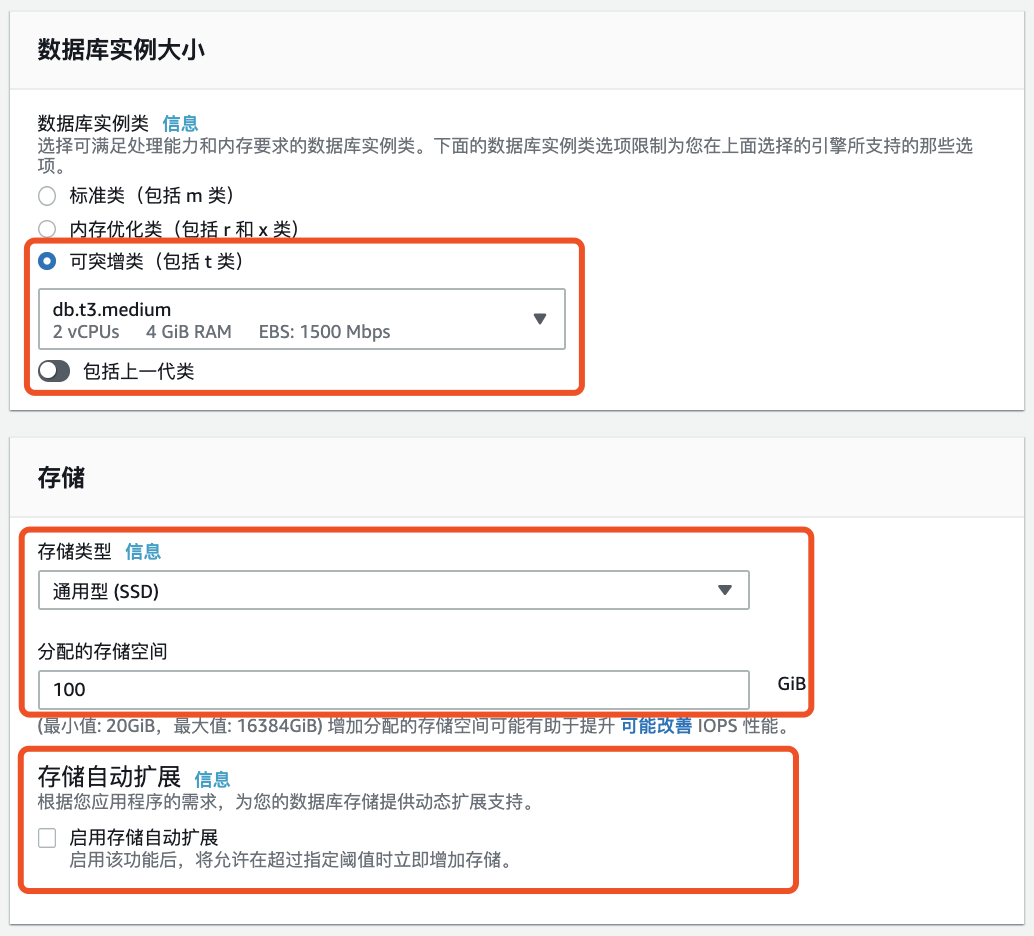 数据库实例大小
数据库实例类 信息
选择可满足处理能力和内存要求的数据库实例类。下面的数据库实例类选项限制为您在上面选择的引擎所支持的那些选
项。
标准类（包括 m 类）
内存优化类（包括 r 和 x 类）
可突增类（包括 t 类）
db.t3.medium
2 vCPUs 4 GiB RAM EBS: 1500 Mbps
包括上一代类
存储
存储类型 信息
通用型 (SSD)
分配的存储空间
100
GiB
(最小值: 20GiB，最大值: 16384GiB) 增加分配的存储空间可能有助于提升 可能改善 IOPS 性能。
存储自动扩展 信息
根据您应用程序的需求，为您的数据库存储提供动态扩展支持。
启用存储自动扩展
启用该功能后，将允许在超过指定阈值时立即增加存储。